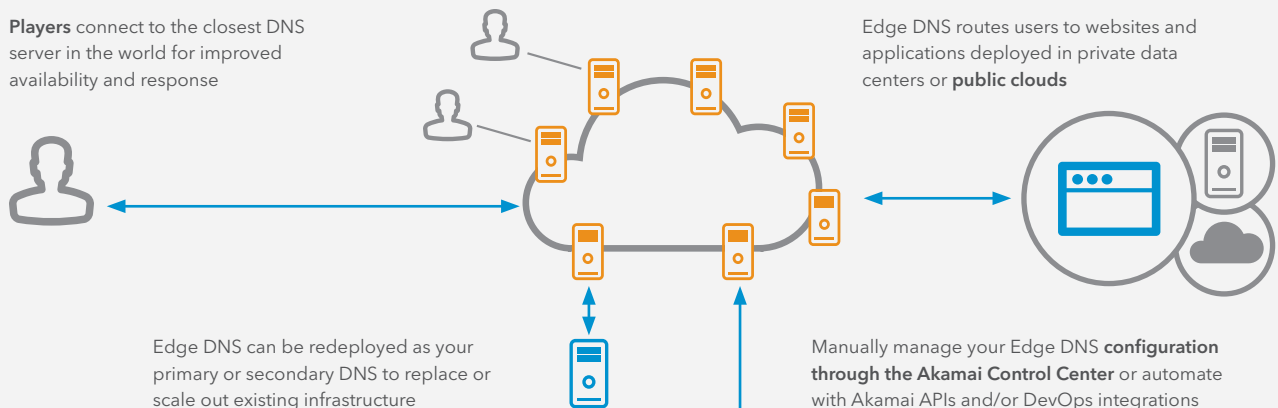 Players connect to the closest DNS
server in the world for improved
availability and response
Edge DNS routes users to websites and
applications deployed in private data
centers or public clouds
Edge DNS can be redeployed as your
primary or secondary DNS to replace or
scale out existing infrastructure
Manually manage your Edge DNS configuration
through the Akamai Control Center or automate
with Akamai APIs and/or DevOps integrations